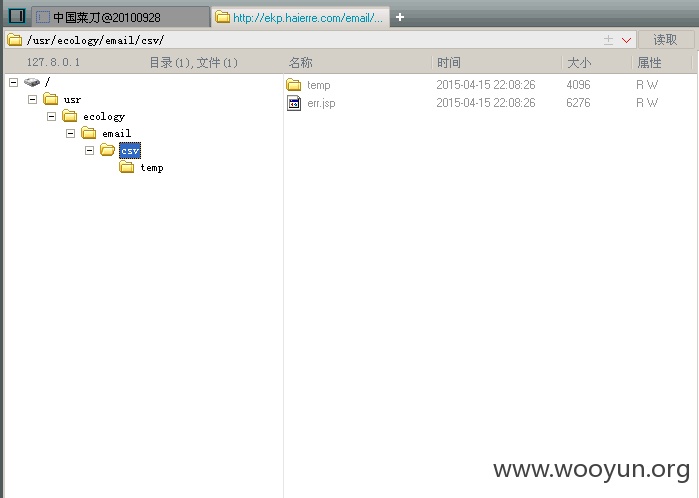 中国菜刀@20100928
http://ekp.haierre.com/email/...
/usr/ecology/email/csv/
读取
127.8.0.1
目录(1),文件(1)
名称
时间
大小
属性
/
usr
ecology
email
csv
temp
temp 2015-04-15 22:08:26 4096 R W
err.jsp 2015-04-15 22:08:26 6276 R W
www.wooyun.org